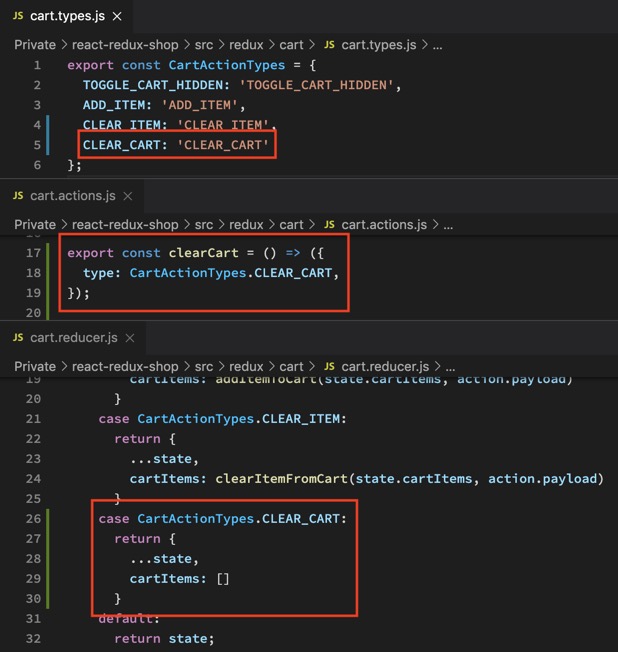 JS cart.types.js ×
Private > react-redux-shop > src > redux > cart > JS cart.types.js > ...
1 export const CartActionTypes = {
2 TOGGLE_CART_HIDDEN: 'TOGGLE_CART_HIDDEN',
3 ADD_ITEM: 'ADD_ITEM',
4 CLEAR_ITEM: 'CLEAR_ITEM',
5 CLEAR_CART: 'CLEAR_CART'
6 };
JS cart.actions.js ×
Private > react-redux-shop > src > redux > cart > JS cart.actions.js > ...
17 export const clearCart = () => ({
18 type: CartActionTypes.CLEAR_CART,
19 });
20
JS cart.reducer.js ×
Private > react-redux-shop > src > redux > cart > JS cart.reducer.js > ...
19 cartItems: addItemToCart(state.cartItems, action.payload)
20 }
21 case CartActionTypes.CLEAR_ITEM:
22 return {
23 ...state,
24 cartItems: clearItemFromCart(state.cartItems, action.payload)
25 }
26 case CartActionTypes.CLEAR_CART:
27 return {
28 ...state,
29 cartItems: []
30 }
31 default:
32 return state;